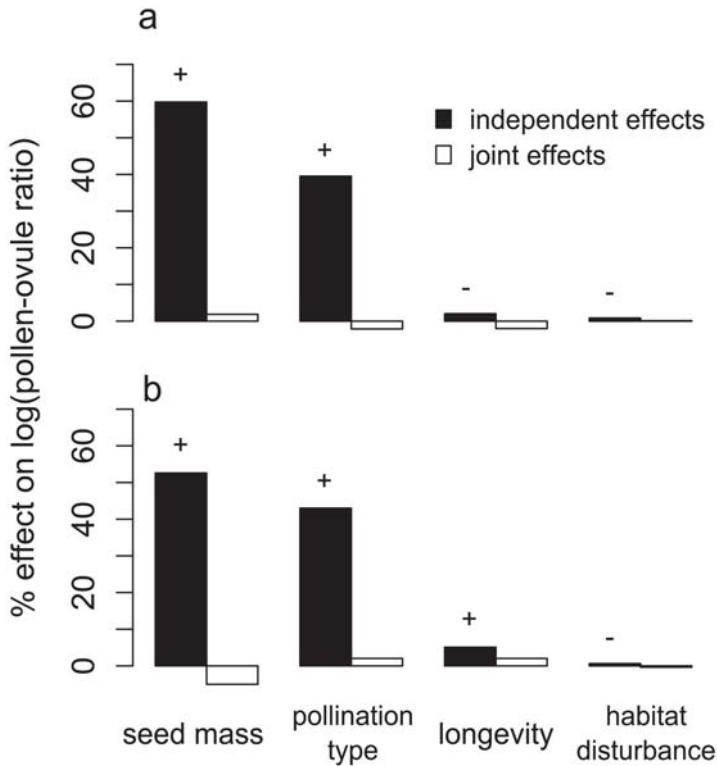 a
% effect on log(pollen-ovule ratio)
60
40
20
0
+
+
-
-
independent effects
joint effects
b
60
40
20
0
+
+
+
-
seed mass
pollination
type
longevity
habitat
disturbance